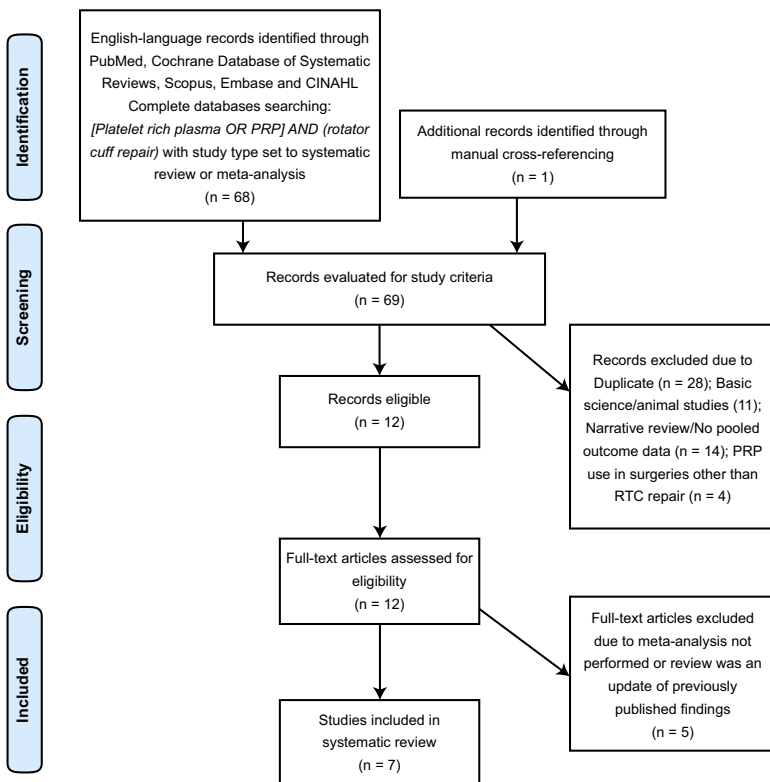 English-language records identified through
PubMed, Cochrane Database of Systematic
Reviews, Scopus, Embase and CINAHL
Complete databases searching:
[Platelet rich plasma OR PRP] AND (rotator
cuff repair) with study type set to systematic
review or meta-analysis
(n = 68)
Additional records identified through
manual cross-referencing
(n = 1)
Identification
Records evaluated for study criteria
(n = 69)
Screening
Records excluded due to
Duplicate (n = 28); Basic
science/animal studies (11);
Narrative review/No pooled
outcome data (n = 14); PRP
use in surgeries other than
RTC repair (n = 4)
Records eligible
(n = 12)
Eligibility
Full-text articles assessed for
eligibility
(n = 12)
Full-text articles excluded
due to meta-analysis not
performed or review was an
update of previously
published findings
(n = 5)
Included
Studies included in
systematic review
(n = 7)